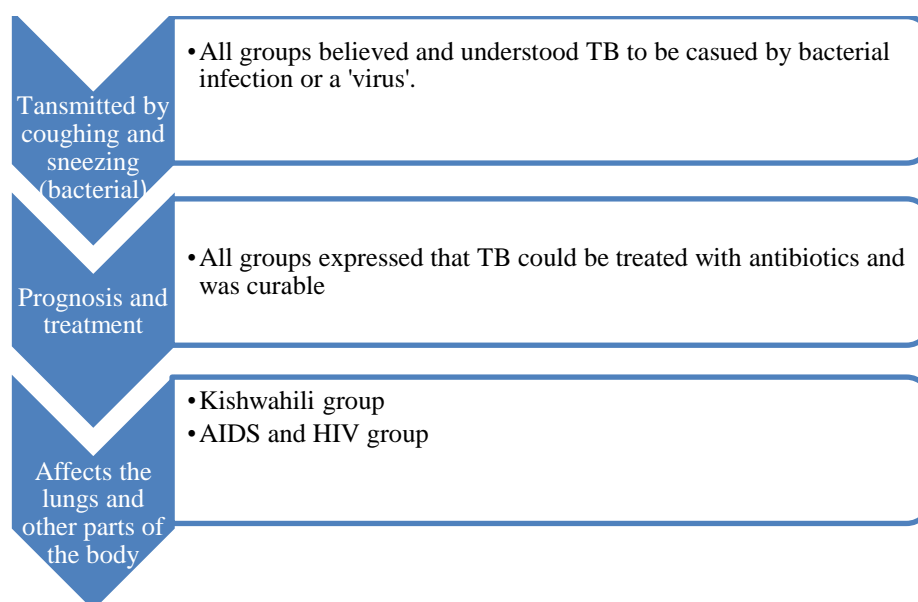 Tansmitted by
coughing and
sneezing
(bacterial)
•All groups believed and understood TB to be casued by bacterial
infection or a 'virus'.
Prognosis and
treatment
•All groups expressed that TB could be treated with antibiotics and
was curable
Affects the
lungs and
other parts of
the body
•Kishwahili group
•AIDS and HIV group